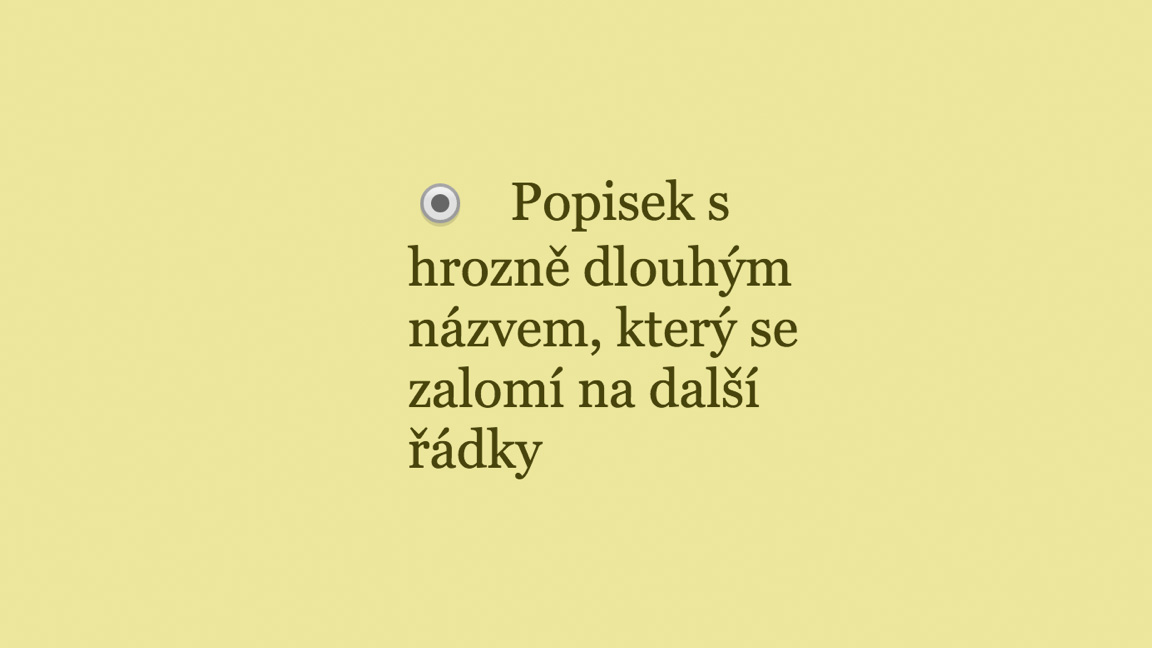 Popisek s
hrozně dlouhým
názvem, který se
zalomí na další
řádky